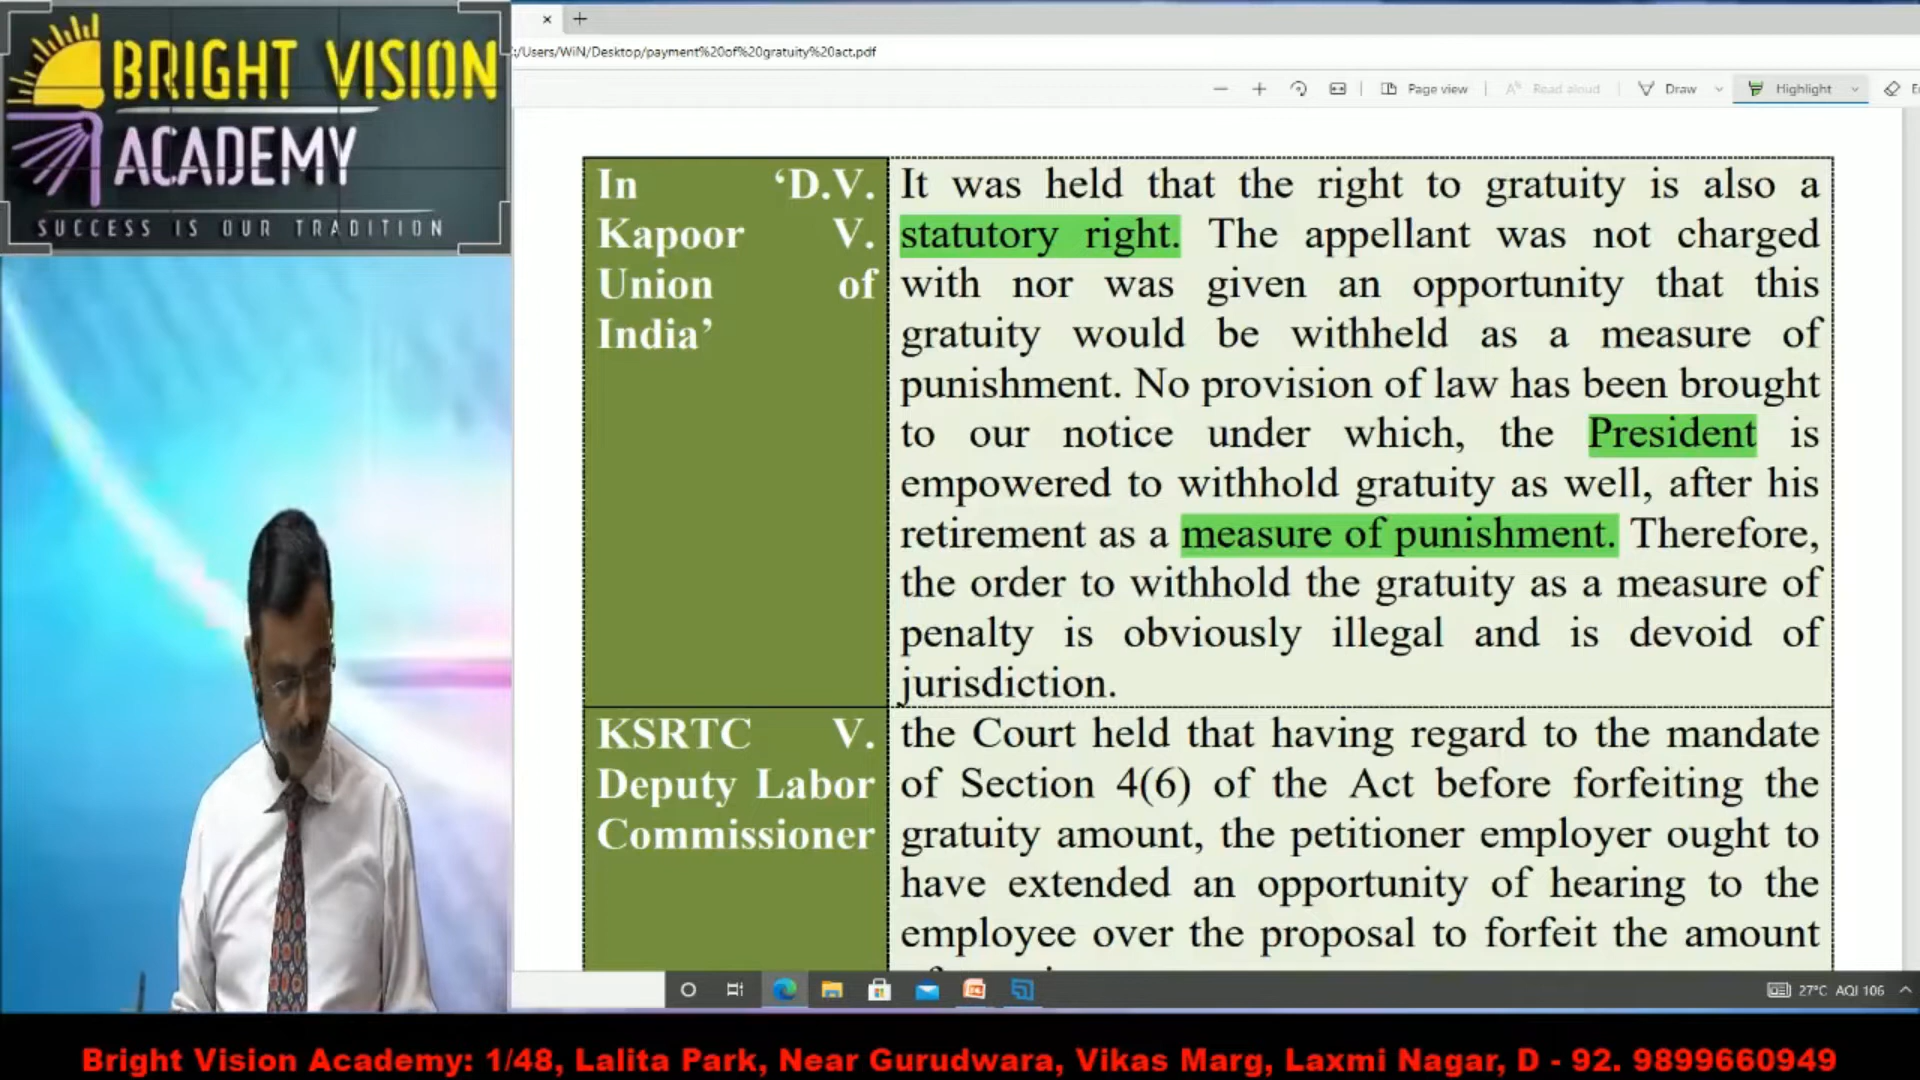 BRIGHT VISION
ACADEMY
SUCCESS IS OUR TRADITION
:/Users/WiN/Desktop/payment%20of%20gratuity%20act.pdf
Page view
Read aloud
Draw
Highlight
In 'D.V.
Kapoor V.
Union of
India'
It was held that the right to gratuity is also a
statutory right. The appellant was not charged
with nor was given an opportunity that this
gratuity would be withheld as a measure of
punishment. No provision of law has been brought
to our notice under which, the President is
empowered to withhold gratuity as well, after his
retirement as a measure of punishment. Therefore,
the order to withhold the gratuity as a measure of
penalty is obviously illegal and is devoid of
jurisdiction.
KSRTC V.
Deputy Labor
Commissioner
the Court held that having regard to the mandate
of Section 4(6) of the Act before forfeiting the
gratuity amount, the petitioner employer ought to
have extended an opportunity of hearing to the
employee over the proposal to forfeit the amount
27°C AQI 106
Bright Vision Academy: 1/48, Lalita Park, Near Gurudwara, Vikas Marg, Laxmi Nagar, D - 92. 9899660949